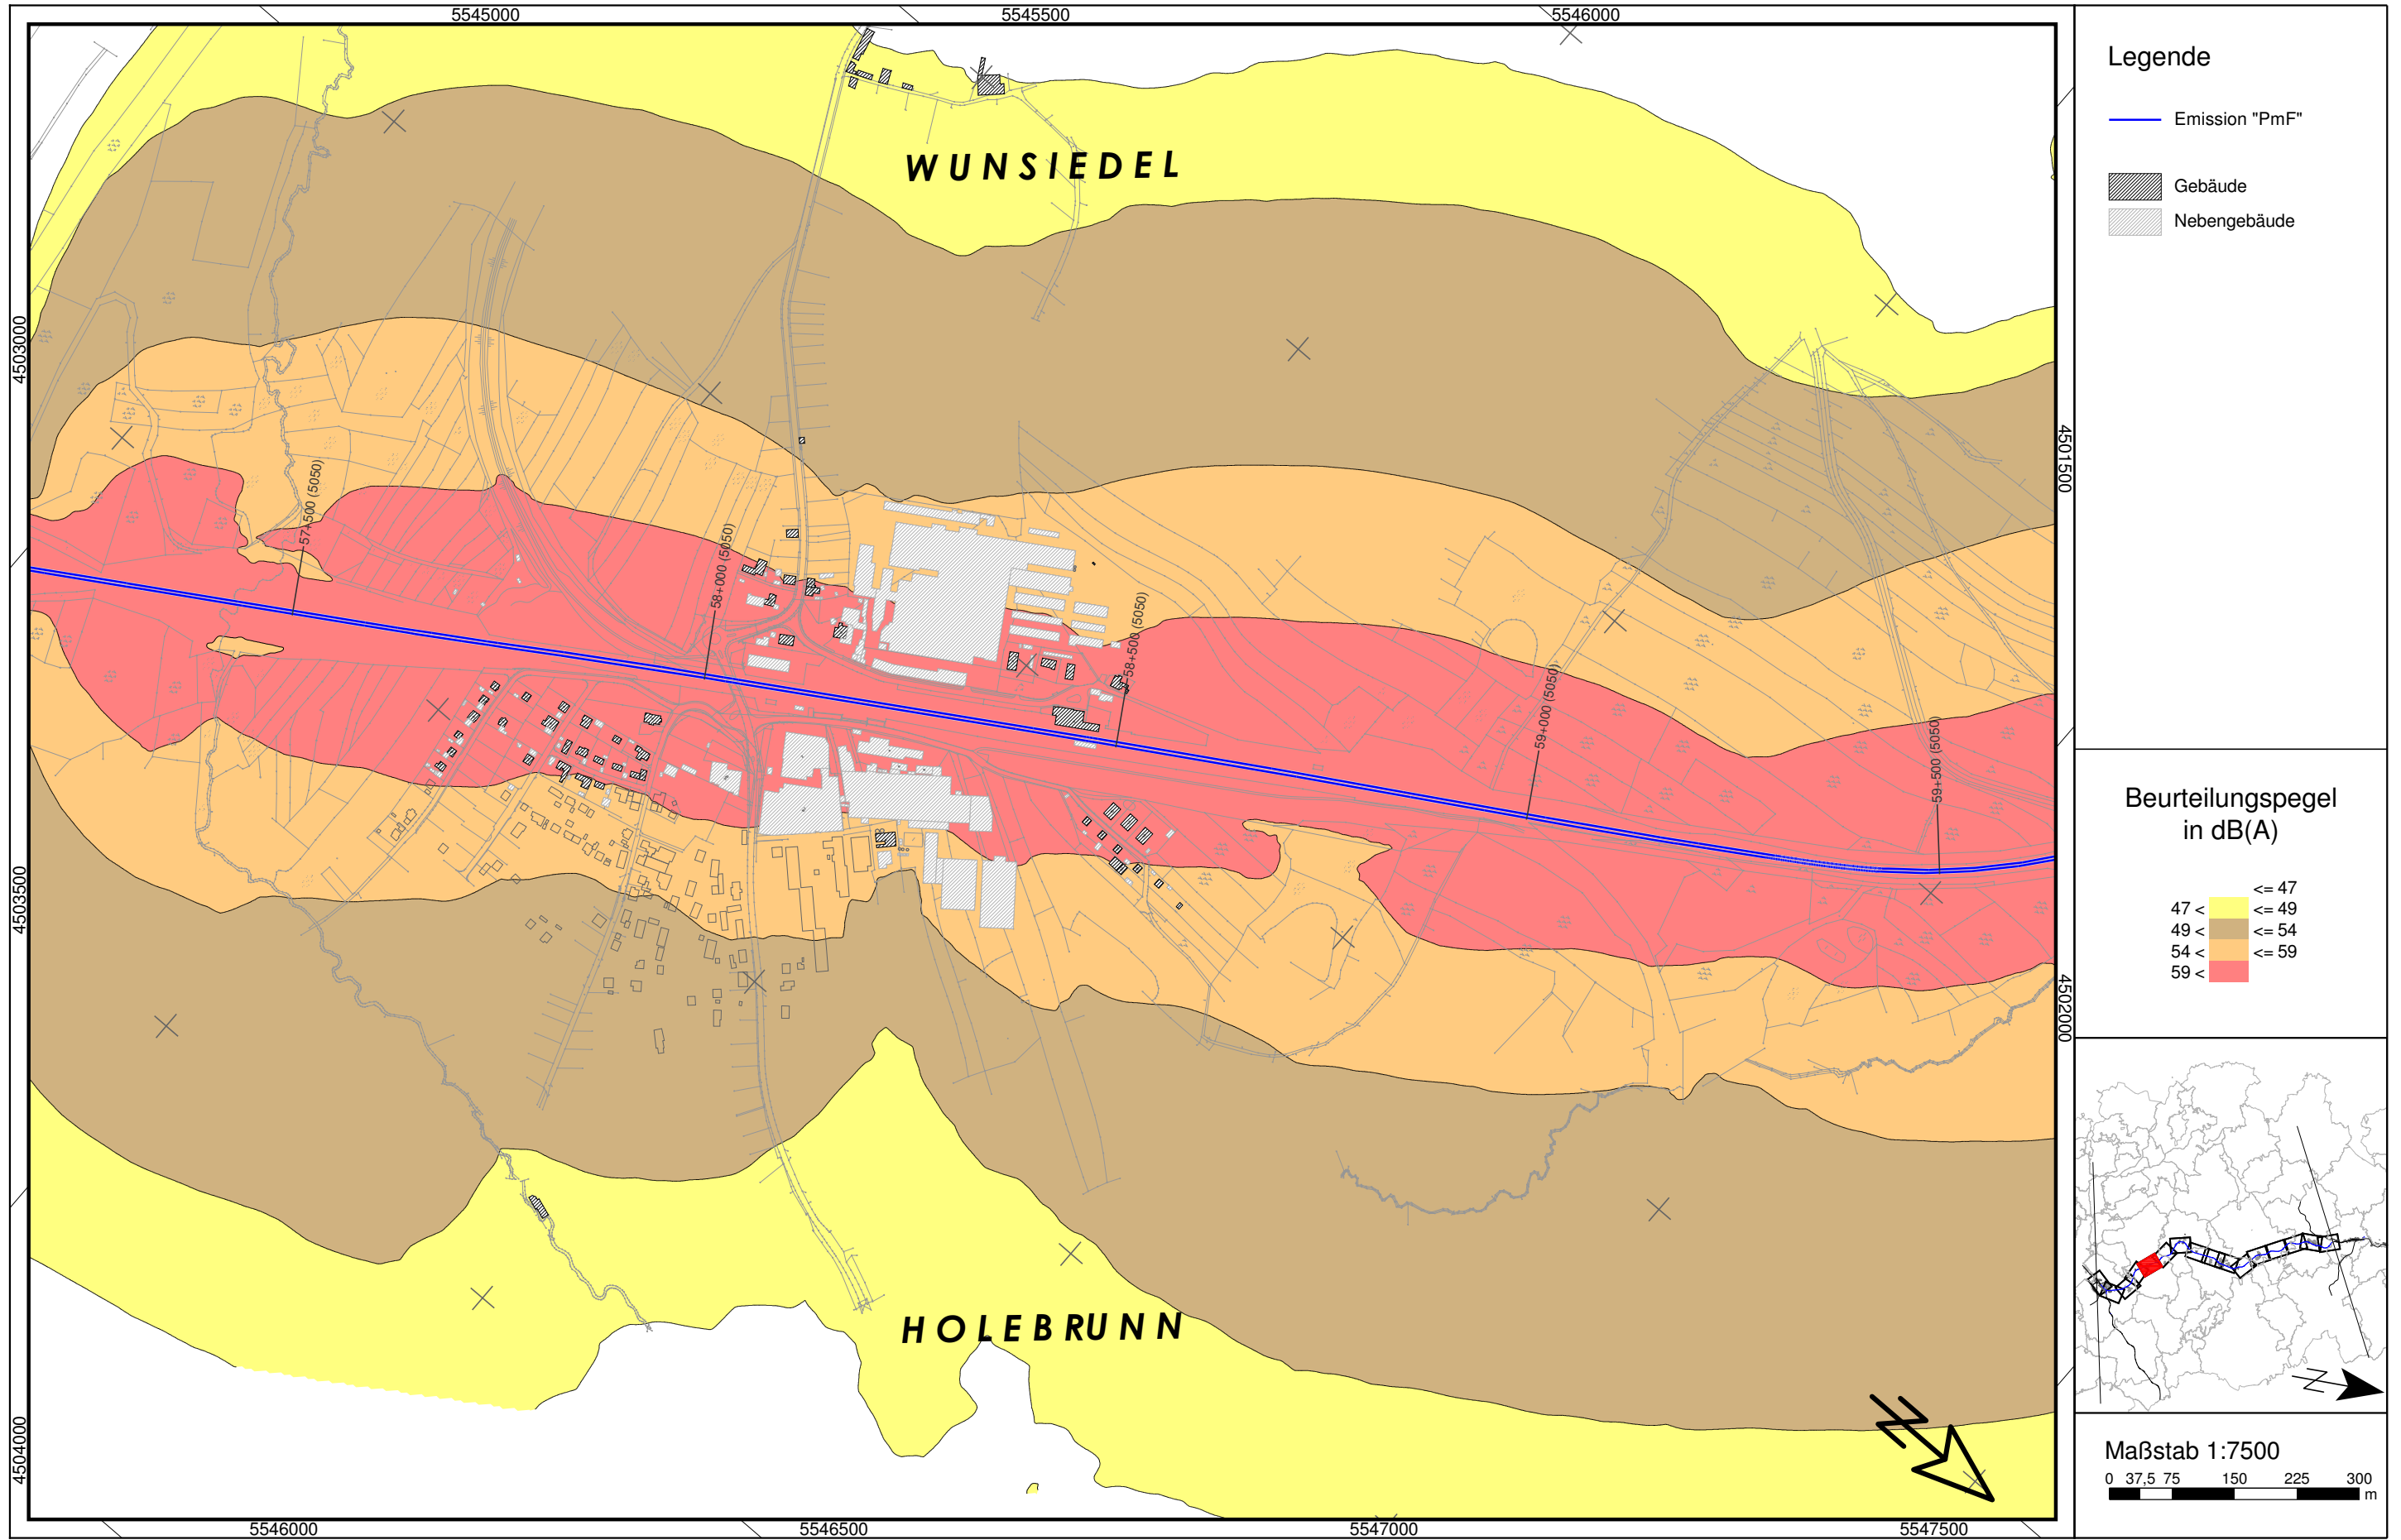 5545000 5545500 5546000
WUNSIEDEL
4503000
4503500
4504000
57+500 (5050)
58+000 (5050)
58+500 (5050)
59+000 (5050)
59+500 (5050)
4501500
4502000
HOLEBRUNN
5546000 5546500 5547000 5547500
Legende
Emission "PmF"
Gebäude
Nebengebäude
Beurteilungspegel
in dB(A)
<= 47
47 < <= 49
49 < <= 54
54 < <= 59
59 <
Maßstab 1:7500
0 37,5 75 150 225 300
m